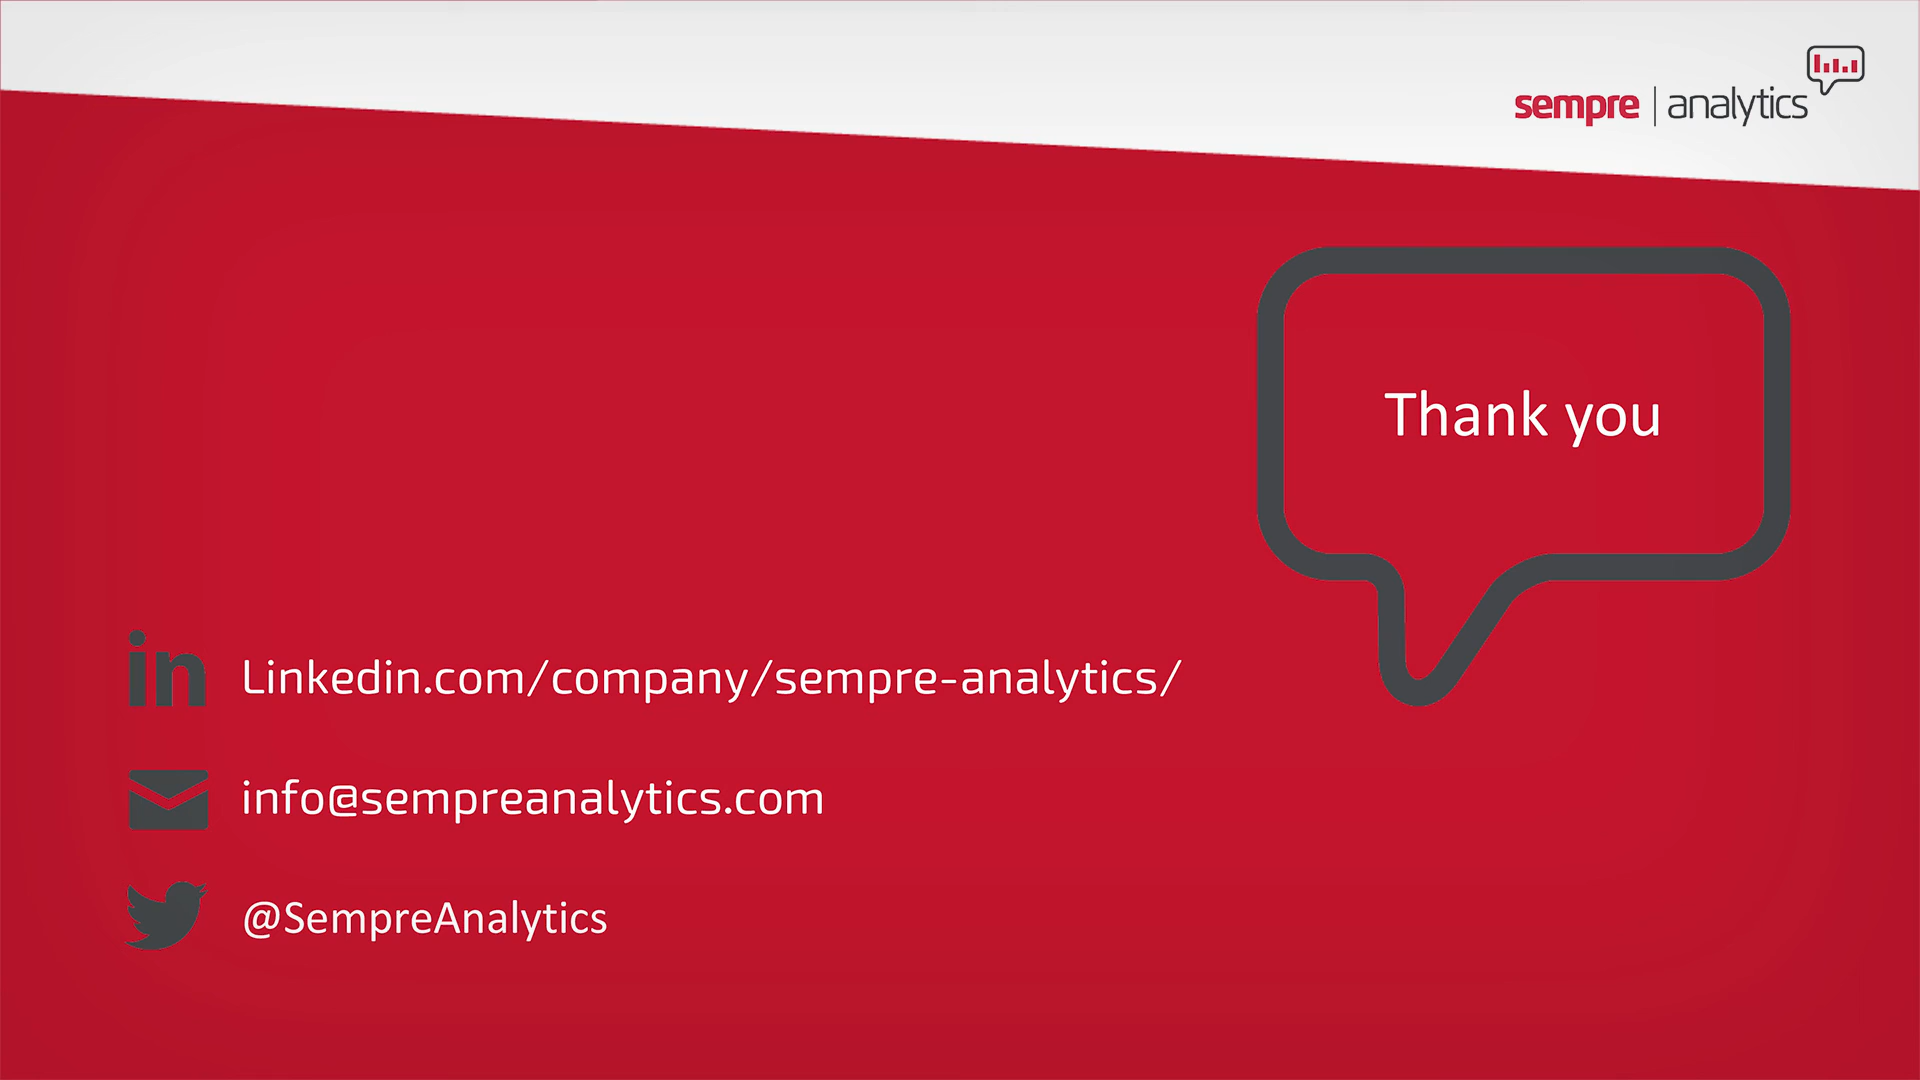 sempre | analytics
Thank you
Linkedin.com/company/sempre-analytics/
info@sempreanalytics.com
@SempreAnalytics